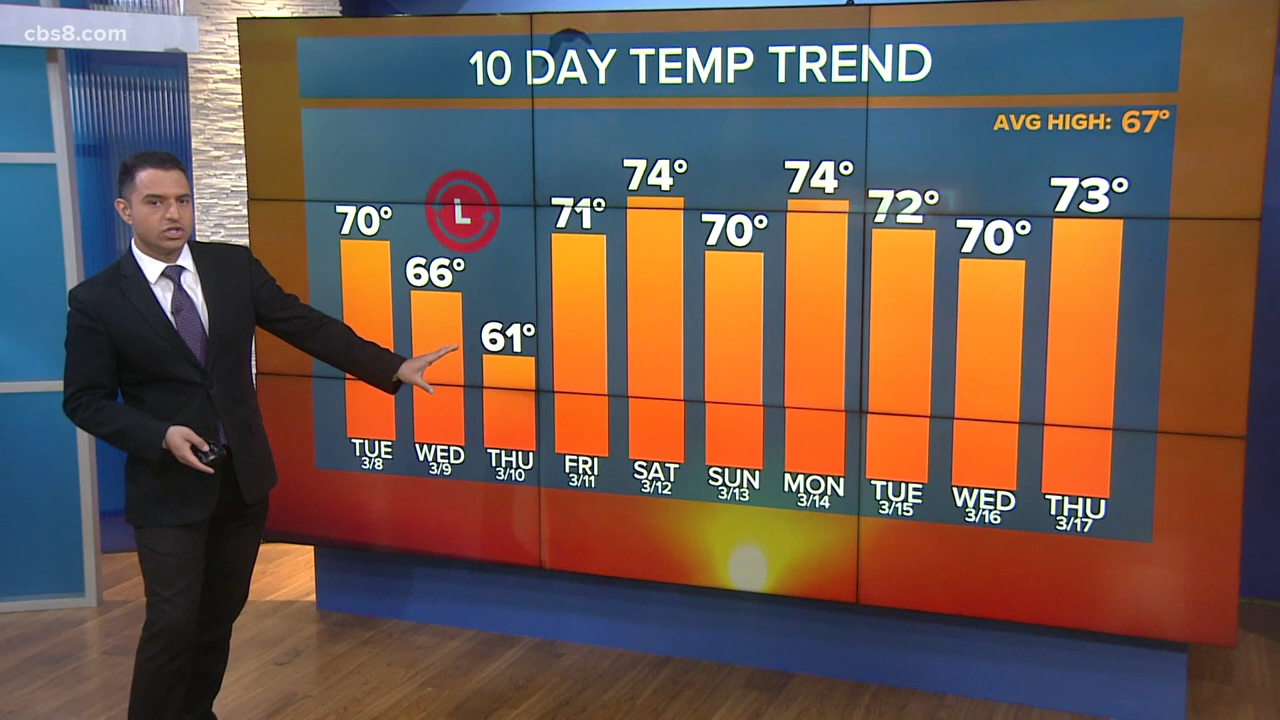 cbs8.com
10 DAY TEMP TREND
AVG HIGH: 67°
70° 66° 61° 71° 74° 70° 74° 72° 70° 73°
L
TUE WED THU FRI SAT SUN MON TUE WED THU
3/8 3/9 3/10 3/11 3/12 3/13 3/14 3/15 3/16 3/17